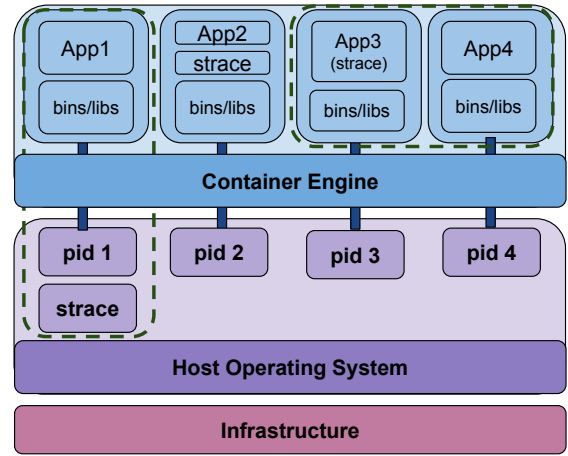 App1
bins/libs
App2
strace
bins/libs
App3
(strace)
bins/libs
App4
bins/libs
Container Engine
pid 1
pid 2
pid 3
pid 4
strace
Host Operating System
Infrastructure